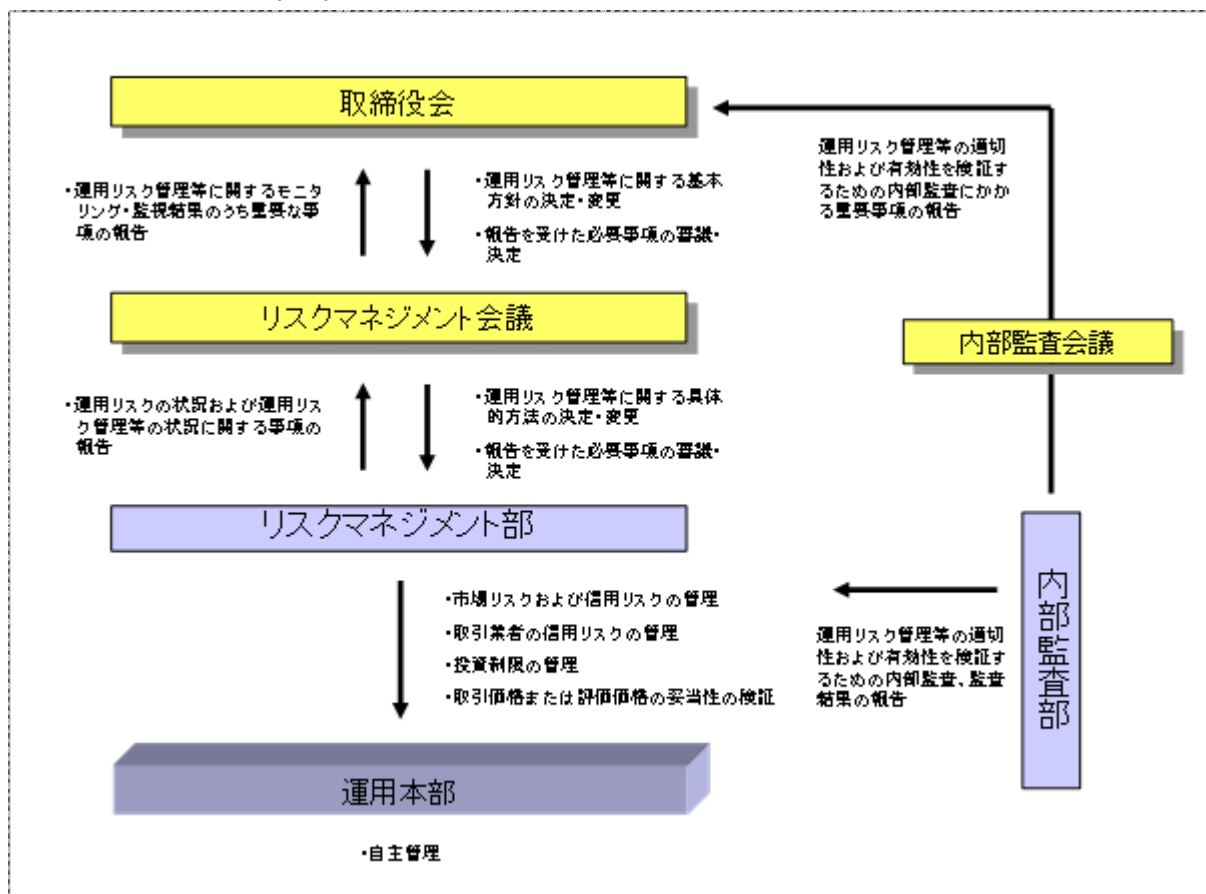 取締役会
・運用リスク管理等に関するモニ
タリング・監視結果のうち重要な事
項の報告
・運用リスク管理等に関する基本
方針の決定・変更
・報告を受けた必要事項の審議・
決定
運用リスク管理等の適切
性および有効性を検証す
るための内部監査にかか
る重要事項の報告
リスクマネジメント会議
内部監査会議
・運用リスクの状況および運用リス
ク管理等の状況に関する事項の
報告
・運用リスク管理等に関する具体
的方法の決定・変更
・報告を受けた必要事項の審議・
決定
リスクマネジメント部
内部監査部
・市場リスクおよび信用リスクの管理
・取引業者の信用リスクの管理
・投資制限の管理
・取引価格または評価価格の妥当性の検証
運用リスク管理等の適切
性および有効性を検証す
るための内部監査、監査
結果の報告
運用本部
・自主管理